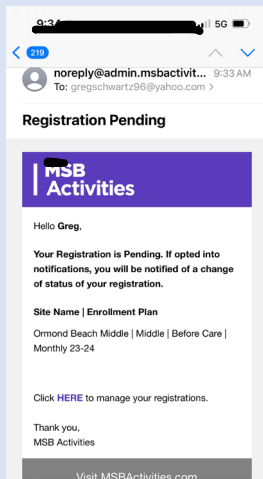 5G
219
noreply@admin.msbactivit... 9:33 AM
To: gregschwartz96@yahoo.com >
Registration Pending
MSB
Activities
Hello Greg,
Your Registration is Pending. If opted into
notifications, you will be notified of a change
of status of your registration.
Site Name | Enrollment Plan
Ormond Beach Middle | Middle | Before Care |
Monthly 23-24
Click HERE to manage your registrations.
Thank you,
MSB Activities
Visit MSBActivities.com